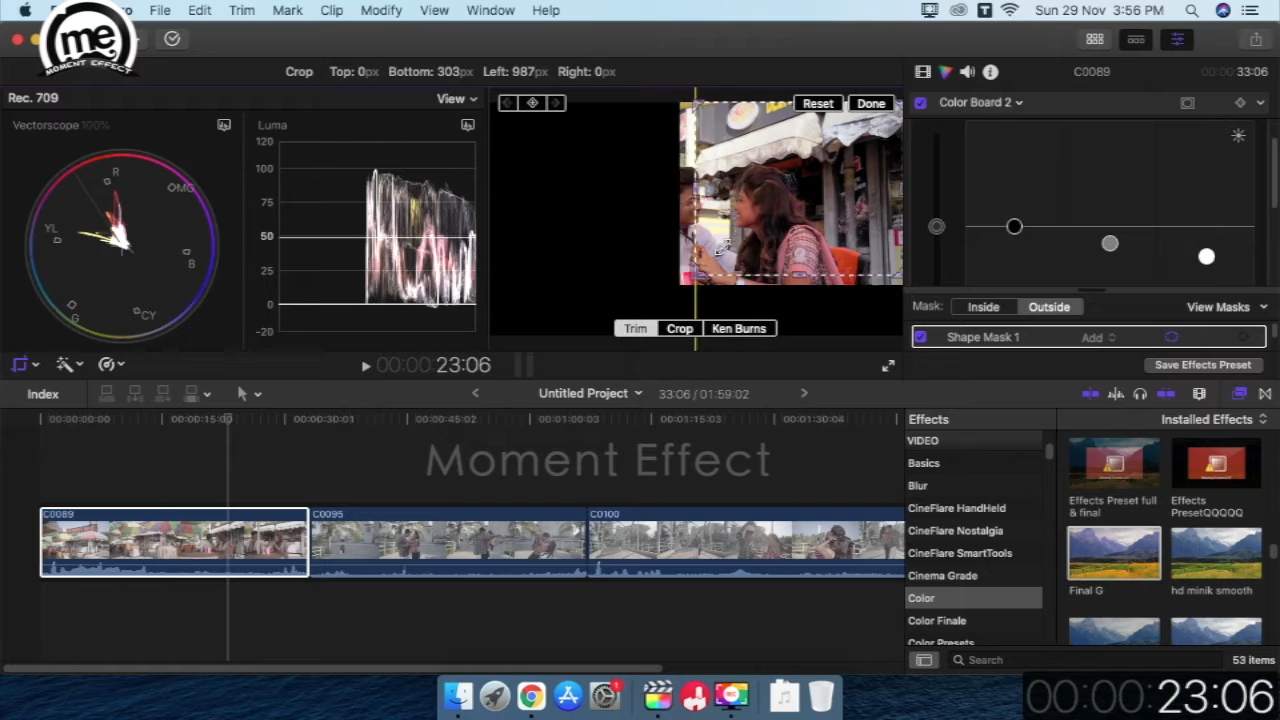 File Edit Trim Mark Clip Modify View Window Help
T Sun 29 Nov 3:56 PM
me
MOMENT EFFECT
Crop Top: 0px Bottom: 303px Left: 987px Right: 0px
C0089 00:00:33:06
Rec. 709 View
Reset Done
Color Board 2
Vectorscope 100% Luma
120
100
75
50
25
0
-20
R
MG
B
CY
G
YL
Trim Crop Ken Burns
Mask: Inside Outside View Masks
Shape Mask 1 Add
00:00:23:06
Save Effects Preset
Index Untitled Project 33:06 / 01:59:02
00:00:00:00 00:00:15:00 00:00:30:01 00:00:45:02 00:01:00:03 00:01:15:03 00:01:30:04
Effects Installed Effects
VIDEO
Basics
Blur
CineFlare HandHeld
CineFlare Nostalgia
CineFlare SmartTools
Cinema Grade
Color
Color Finale
Color Presets
Effects Preset full & final
Effects PresetQQQQQ
Final G
hd minik smooth
Moment Effect
C0089 C0095 C0100
Search 53 items
1
REC
00:00:23:06